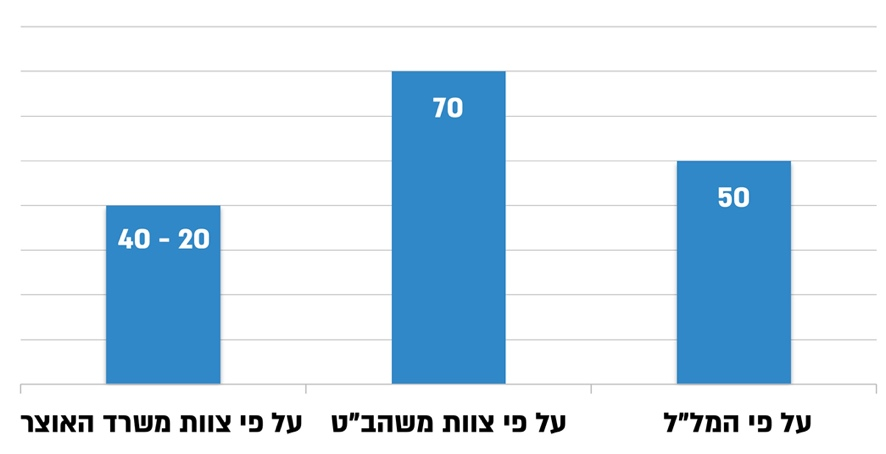 70
50
20 - 40
על פי המל"ל
על פי צוות משהב"ט
על פי צוות משרד האוצר